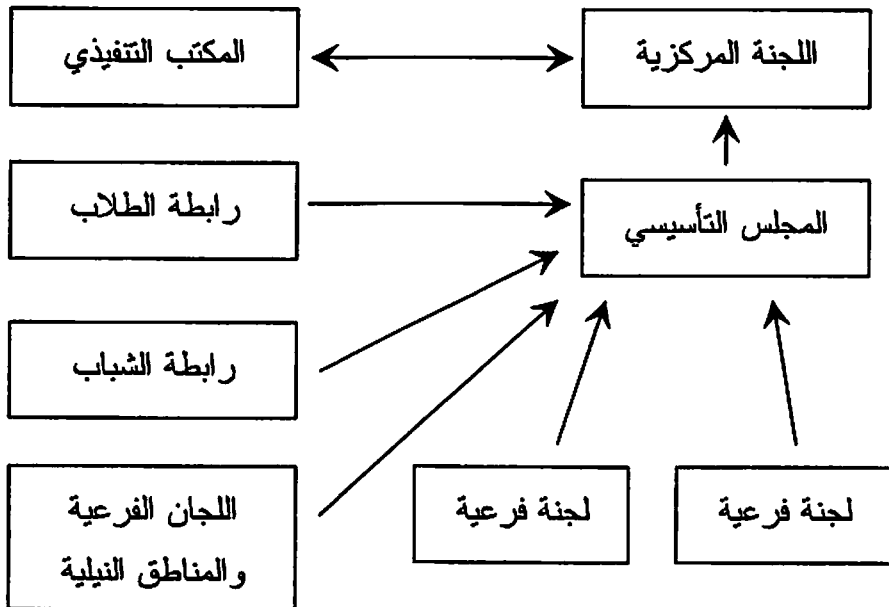 اللجنة المركزية
المكتب التنفيذي
المجلس التأسيسي
رابطة الطلاب
رابطة الشباب
لجنة فرعية
لجنة فرعية
اللجان الفرعية
والمناطق النيلية